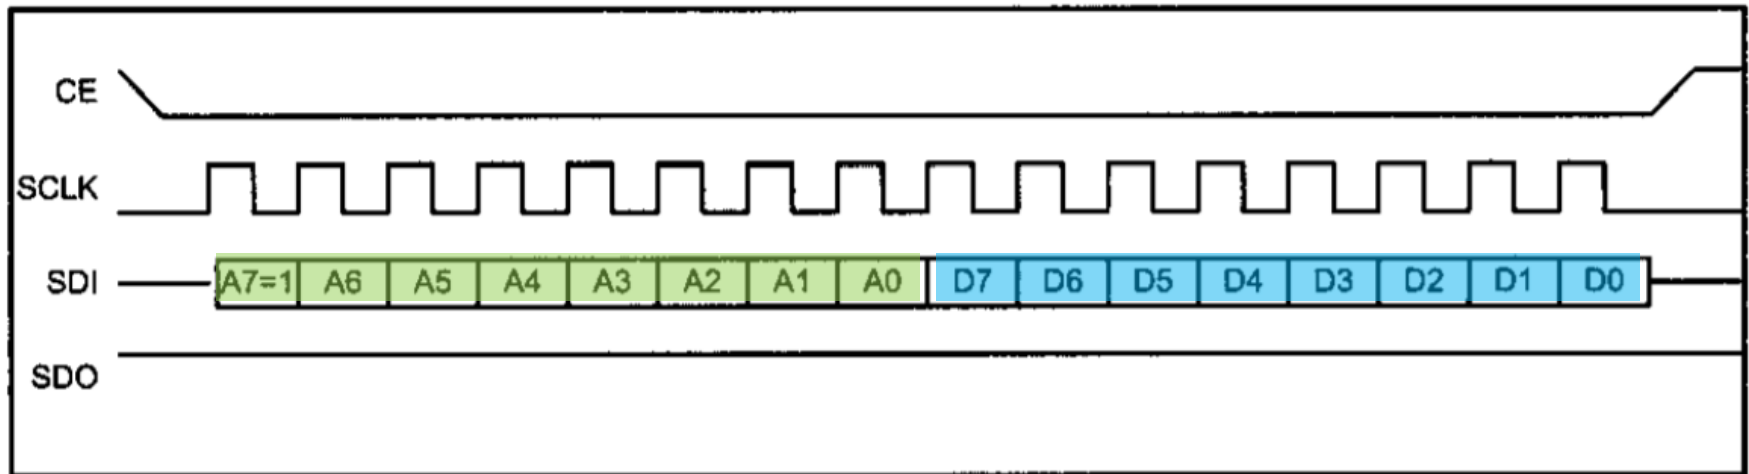 CE
SCLK
SDI A7=1 A6 A5 A4 A3 A2 A1 A0 D7 D6 D5 D4 D3 D2 D1 D0
SDO